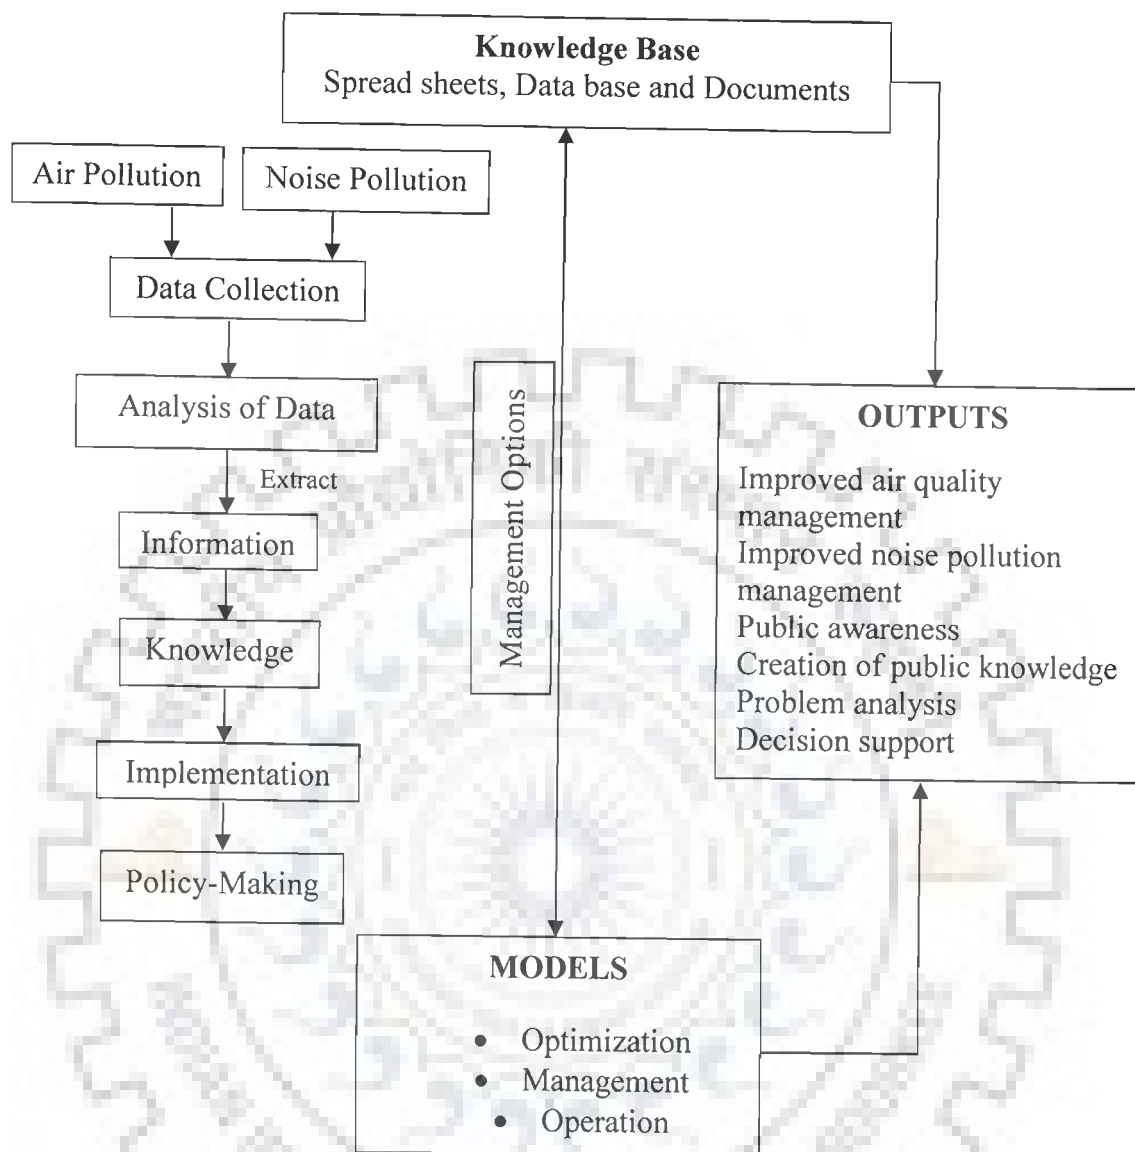 Knowledge Base
Spread sheets, Data base and Documents
Air Pollution
Noise Pollution
Data Collection
Analysis of Data
Extract
Information
Knowledge
Implementation
Policy-Making
Management Options
OUTPUTS
Improved air quality
management
Improved noise pollution
management
Public awareness
Creation of public knowledge
Problem analysis
Decision support
MODELS
• Optimization
• Management
• Operation